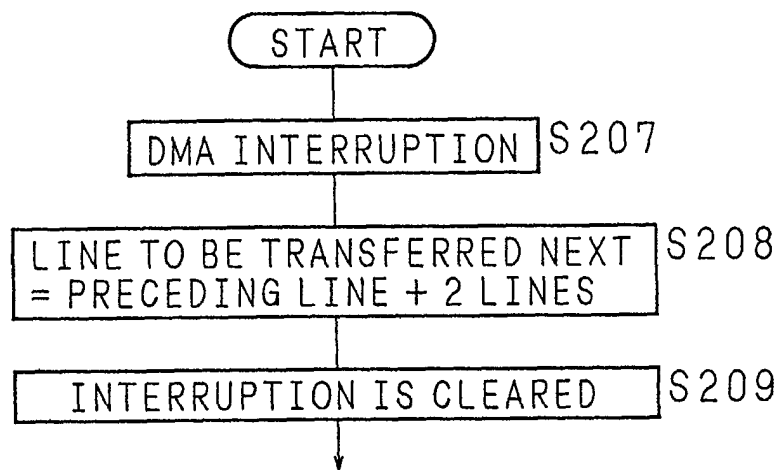 START
DMA INTERRUPTION S207
LINE TO BE TRANSFERRED NEXT S208
= PRECEDING LINE + 2 LINES
INTERRUPTION IS CLEARED S209